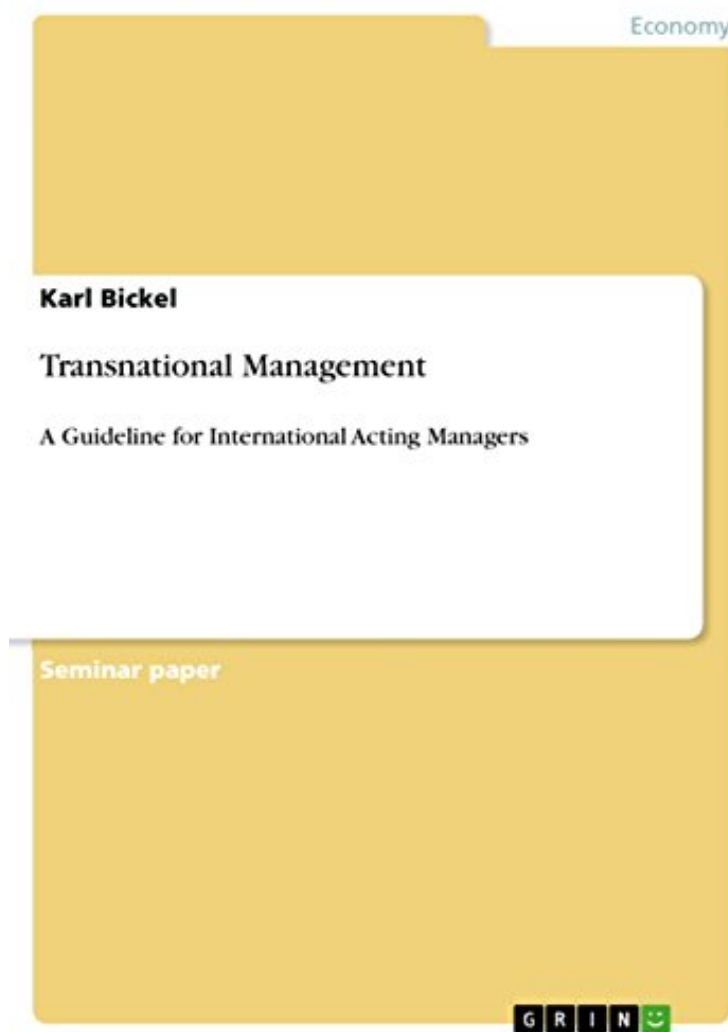 Economy
Karl Bickel
Transnational Management
A Guideline for International Acting Managers
Seminar paper
GRIN